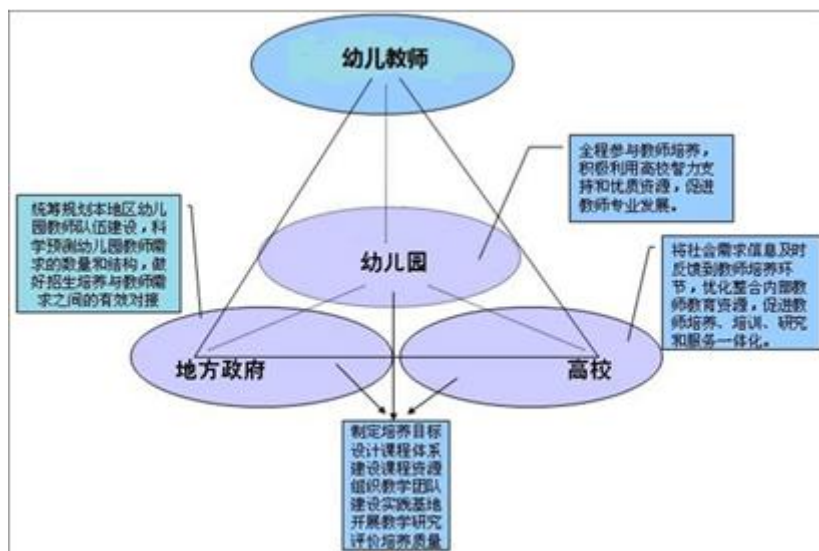 幼儿教师
全程参与教师培养，
积极利用高校智力支
持和优质资源，促进
教师专业发展。
统筹规划本地区幼儿
园教师队伍建设，科
学预测幼儿园教师需
求的数量和结构，做
好招生培养与教师需
求之间的有效对接
幼儿园
将社会需求信息及时
反馈到教师培养环
节，优化整合内部教
师教育资源，促进教
师培养、培训、研究
和服务一体化。
地方政府
高校
制定培养目标
设计课程体系
建设课程资源
组织教学团队
建设实践基地
开展教学研究
评价培养质量